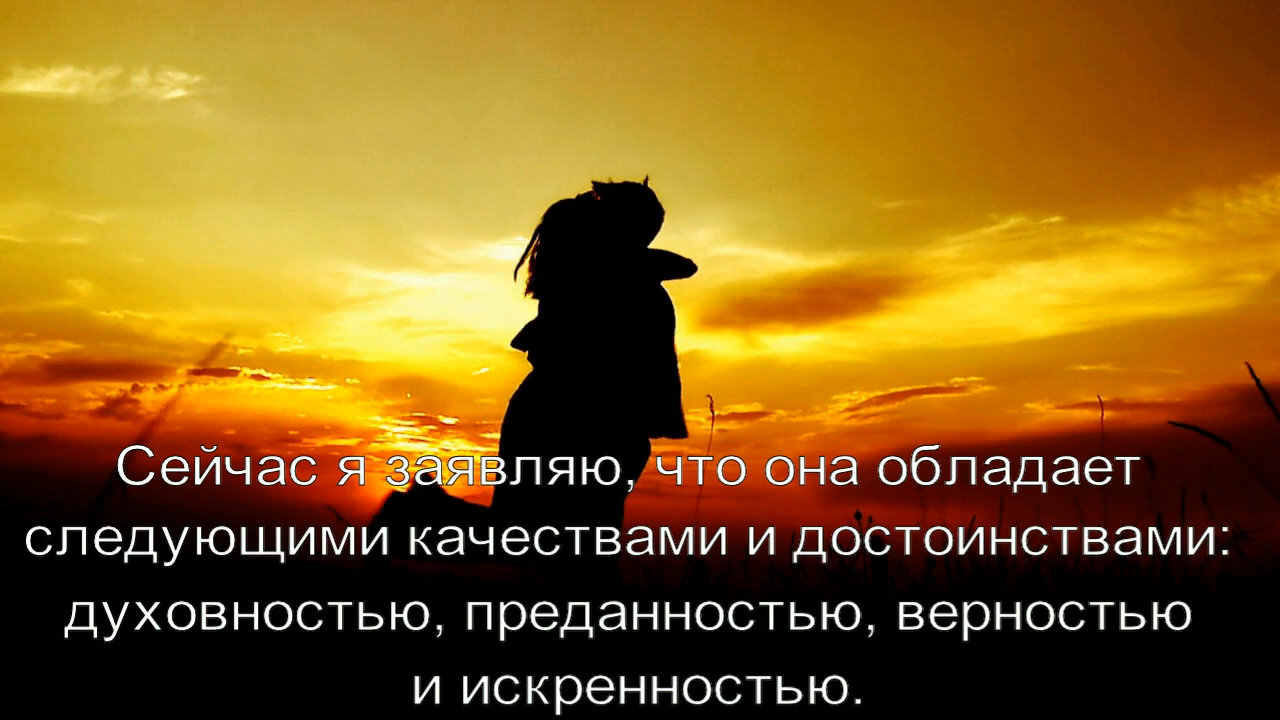 Сейчас я заявляю, что она обладает
следующими качествами и достоинствами:
духовностью, преданностью, верностью
и искренностью.